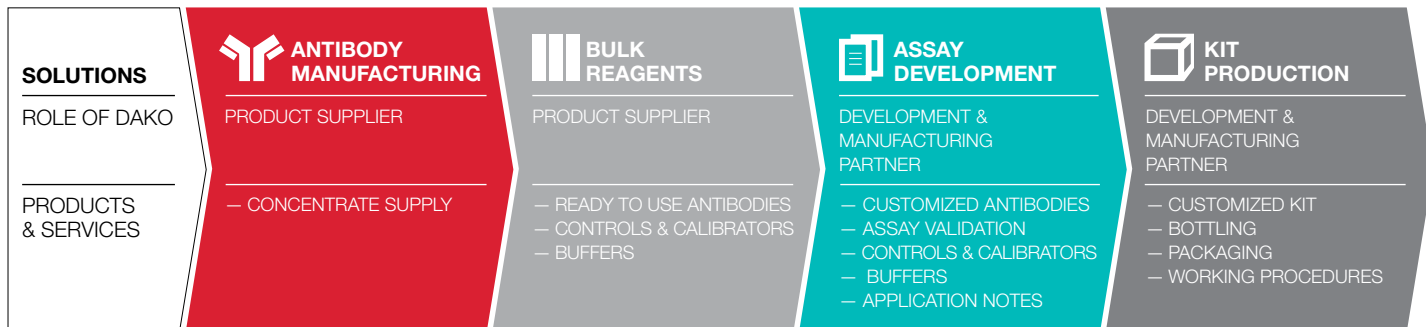 SOLUTIONS
ROLE OF DAKO
PRODUCTS
& SERVICES
ANTIBODY
MANUFACTURING
PRODUCT SUPPLIER
— CONCENTRATE SUPPLY
BULK
REAGENTS
PRODUCT SUPPLIER
— READY TO USE ANTIBODIES
— CONTROLS & CALIBRATORS
— BUFFERS
ASSAY
DEVELOPMENT
DEVELOPMENT &
MANUFACTURING
PARTNER
— CUSTOMIZED ANTIBODIES
— ASSAY VALIDATION
— CONTROLS & CALIBRATORS
— BUFFERS
— APPLICATION NOTES
KIT
PRODUCTION
DEVELOPMENT &
MANUFACTURING
PARTNER
— CUSTOMIZED KIT
— BOTTLING
— PACKAGING
— WORKING PROCEDURES